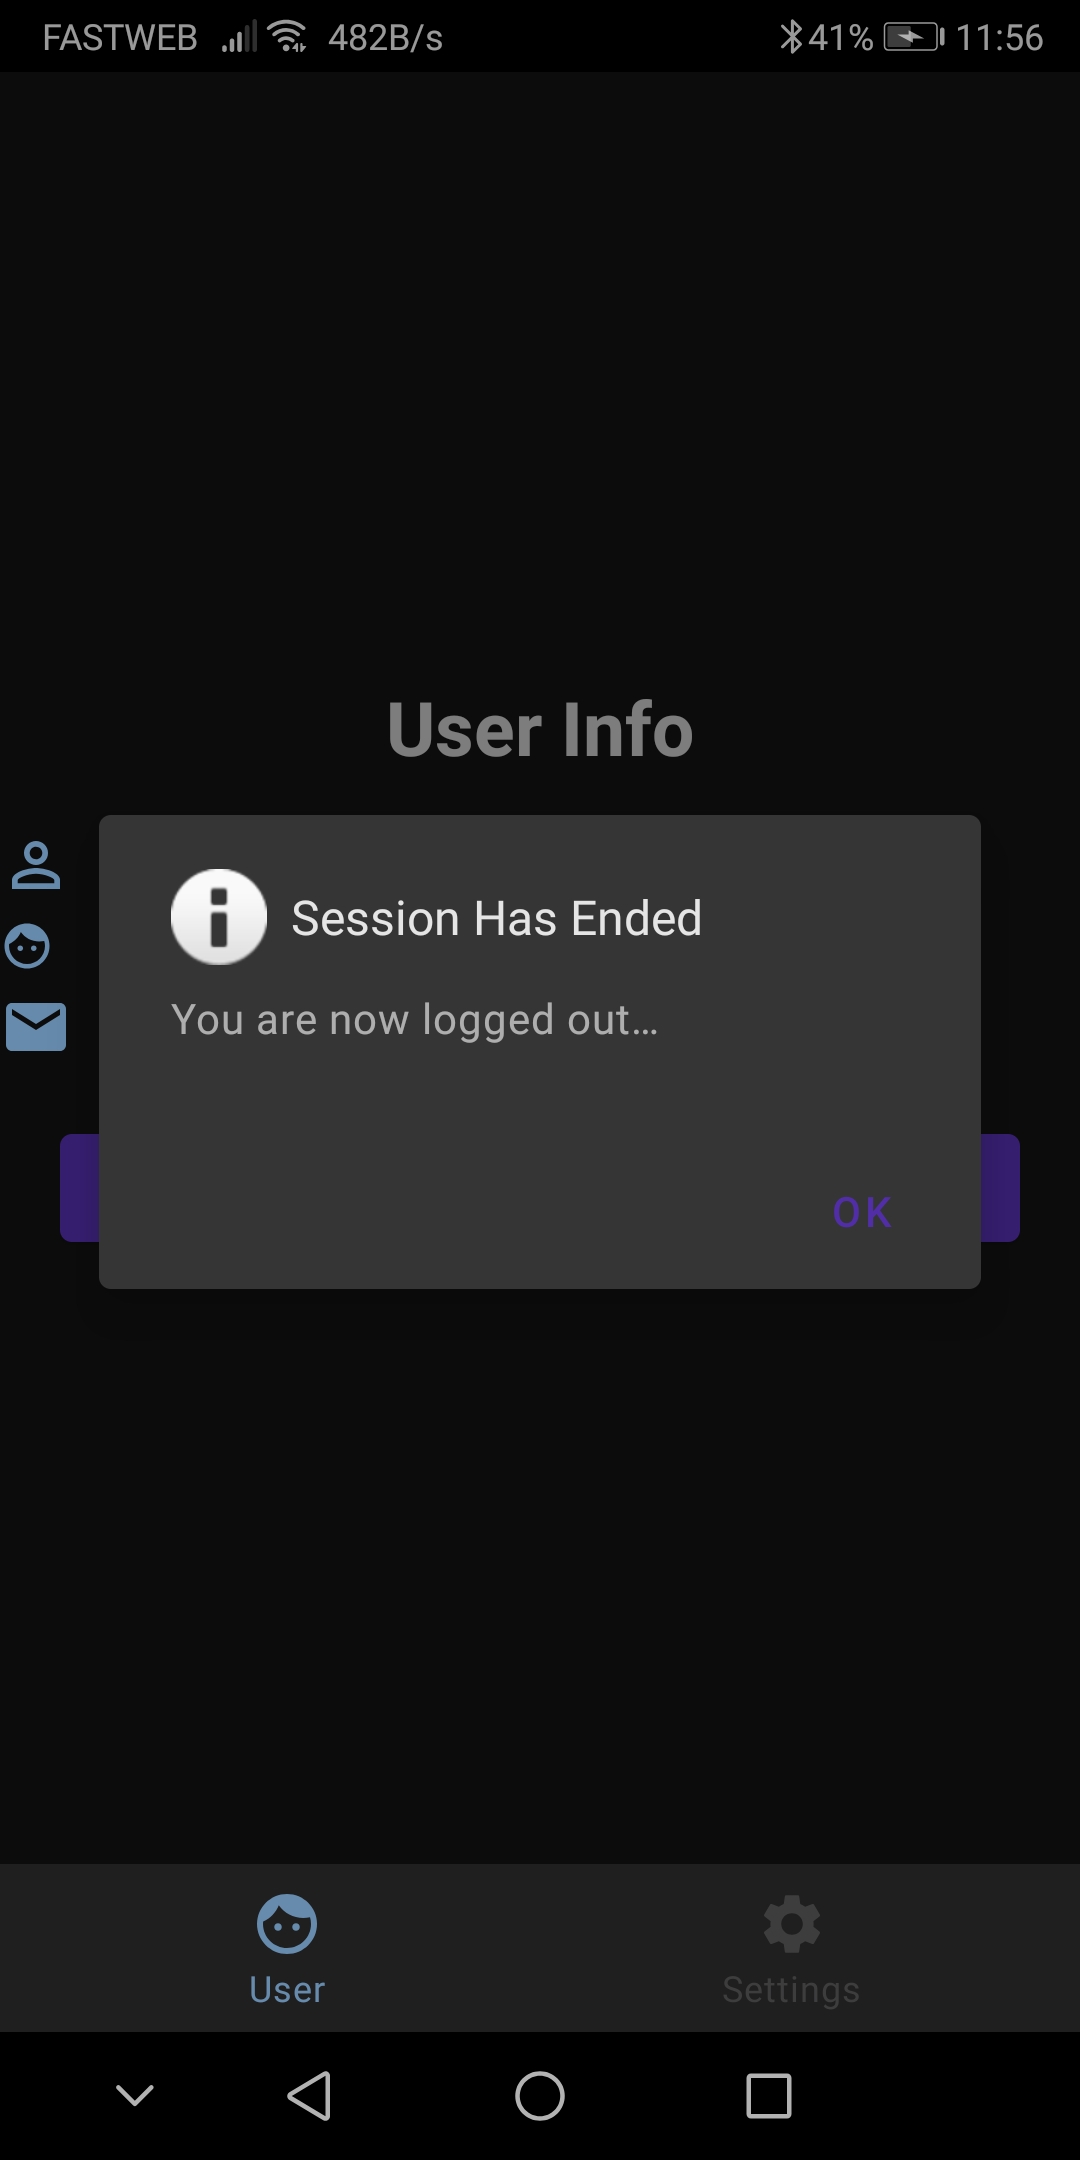 FASTWEB 482B/s 41% 11:56
User Info
Session Has Ended
You are now logged out...
OK
User Settings